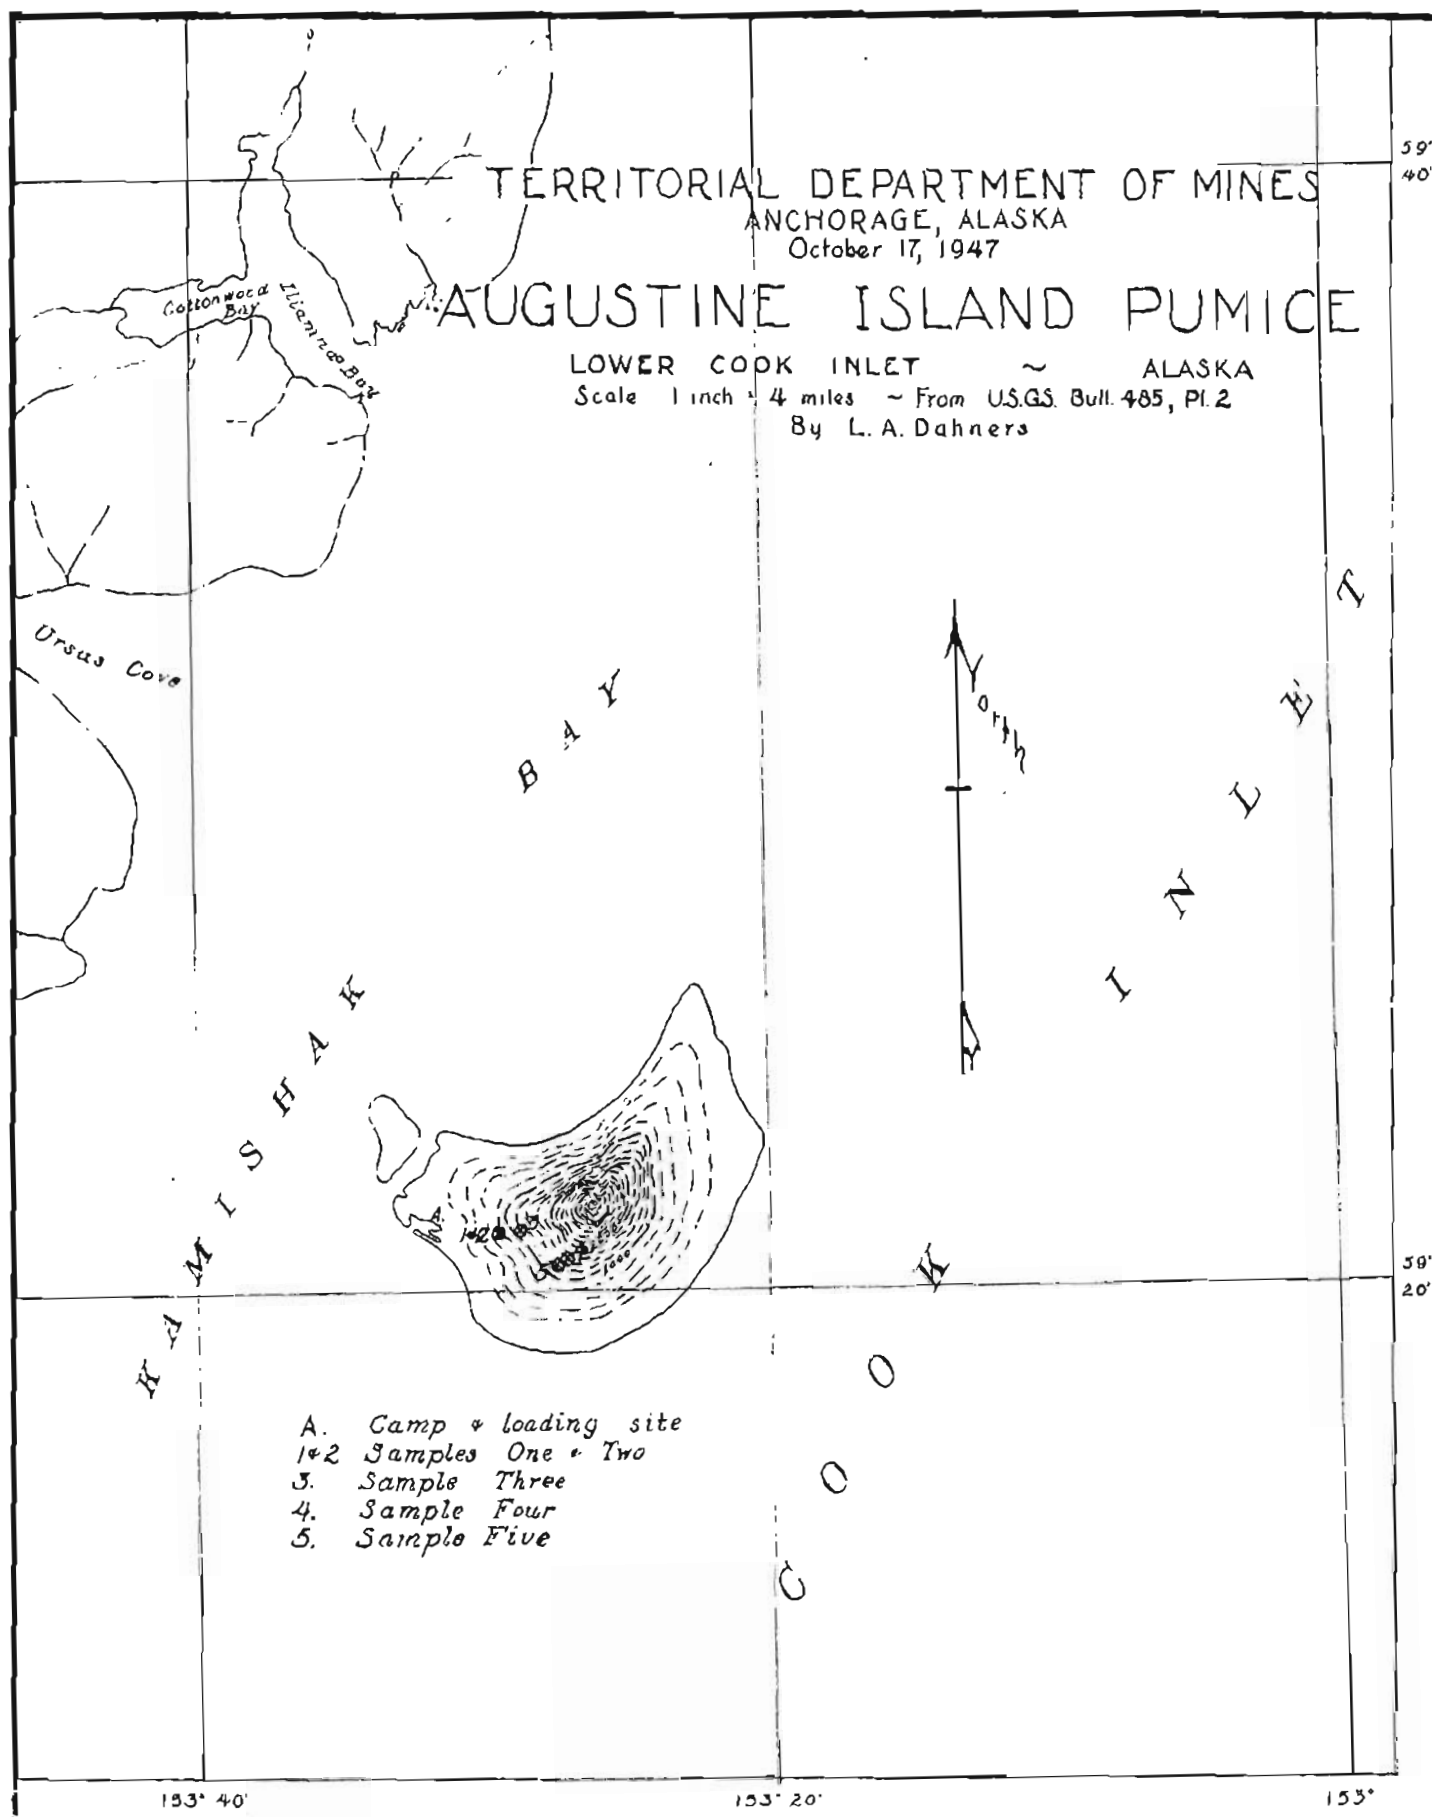 59°
40'
TERRITORIAL DEPARTMENT OF MINES
ANCHORAGE, ALASKA
October 17, 1947
AUGUSTINE ISLAND PUMICE
LOWER COOK INLET ~ ALASKA
Scale 1 inch = 4 miles ~ From U.S.G.S. Bull. 485, Pl. 2
By L. A. Dahners
Cottonwood
Bay
Iliamna Bay
Ursus Cove
North
KAMISHAK BAY
COOK INLET
A.
1&2
1000
59°
20'
A. Camp & loading site
1&2 Samples One & Two
3. Sample Three
4. Sample Four
5. Sample Five
153° 40'
153° 20'
153°